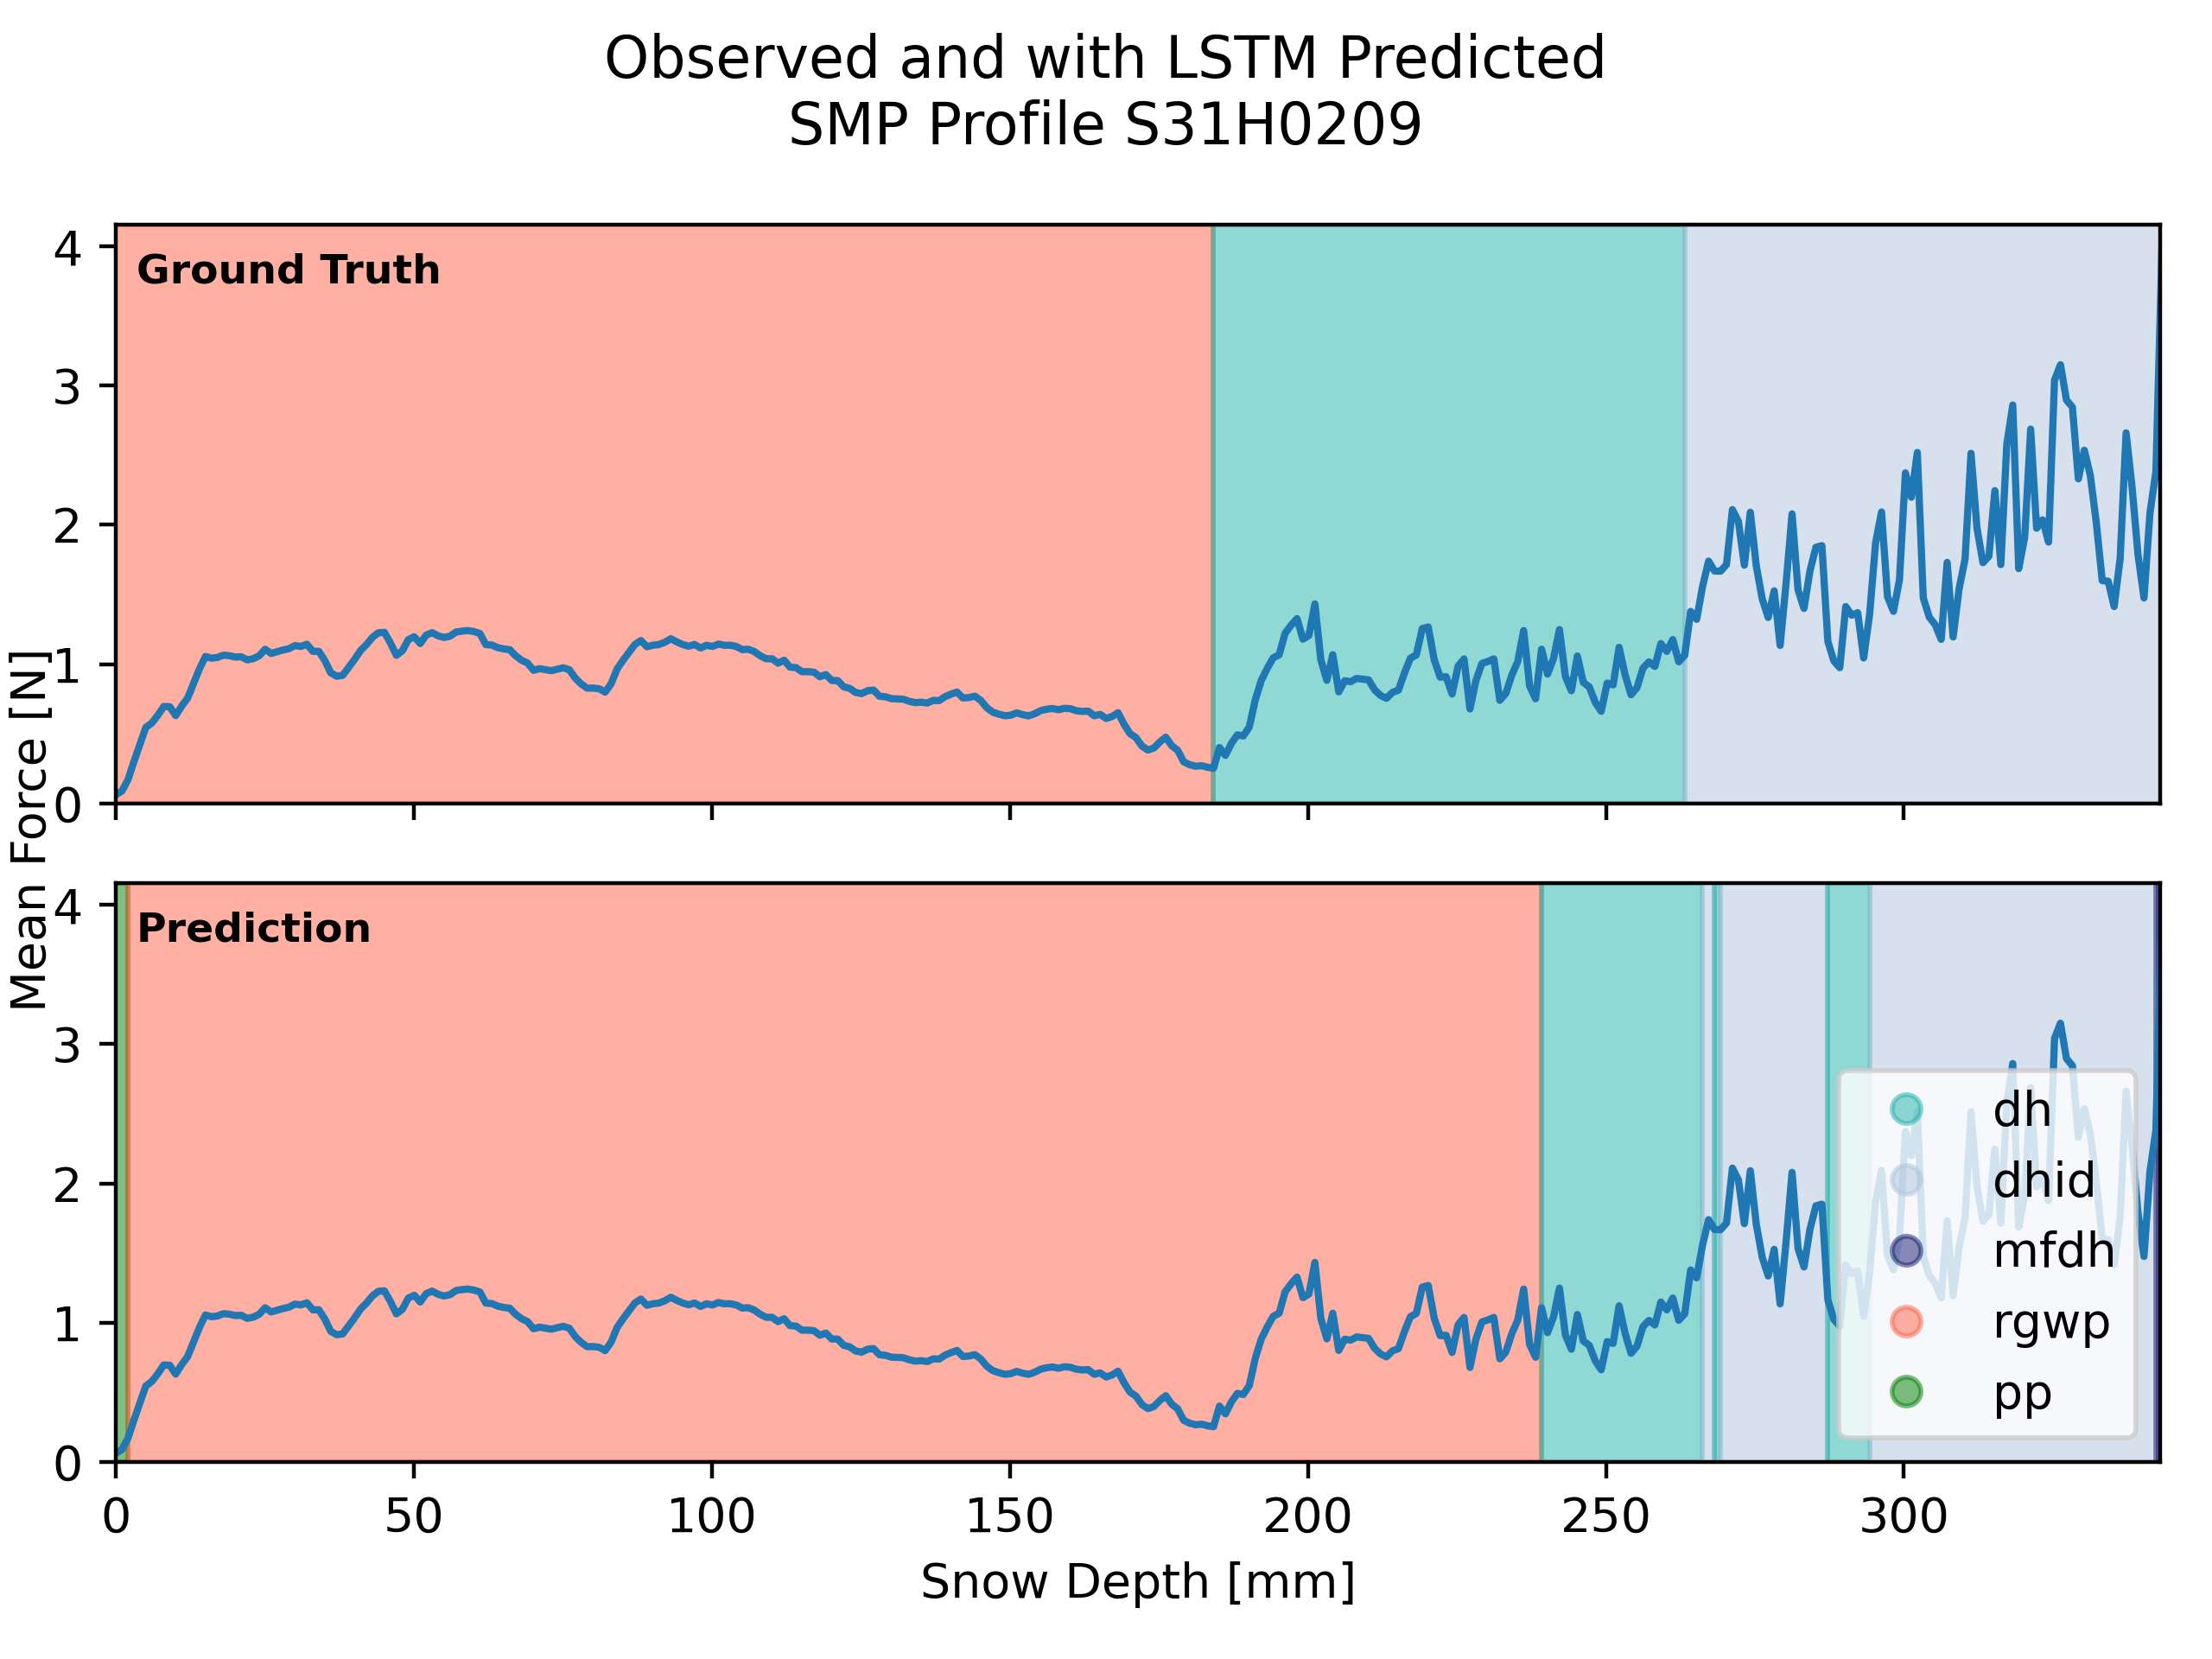 Observed and with LSTM Predicted
SMP Profile S31H0209
Mean Force [N]
Ground Truth
4
3
2
1
0
Prediction
4
3
2
1
0
dh
dhid
mfdh
rgwp
pp
0 50 100 150 200 250 300
Snow Depth [mm]